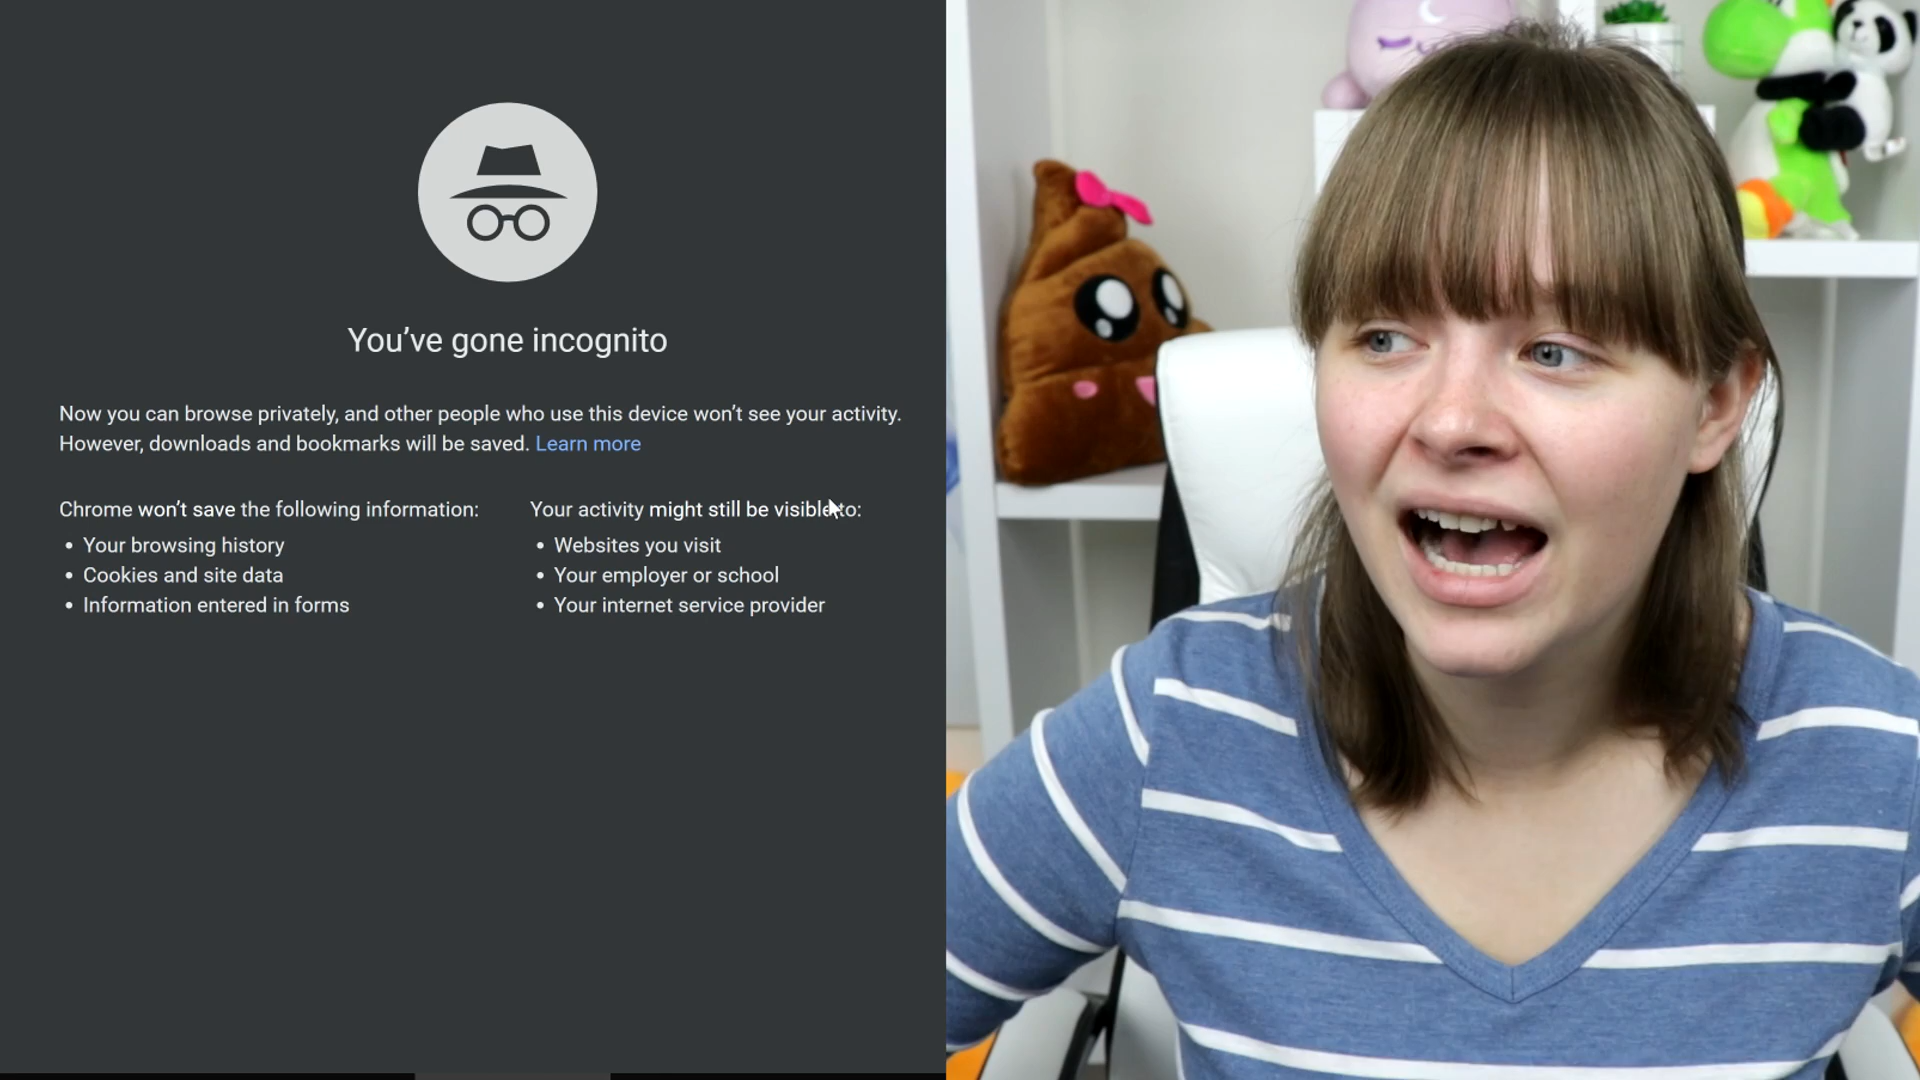 You’ve gone incognito
Now you can browse privately, and other people who use this device won’t see your activity.
However, downloads and bookmarks will be saved. Learn more
Chrome won’t save the following information:
• Your browsing history
• Cookies and site data
• Information entered in forms
Your activity might still be visible to:
• Websites you visit
• Your employer or school
• Your internet service provider